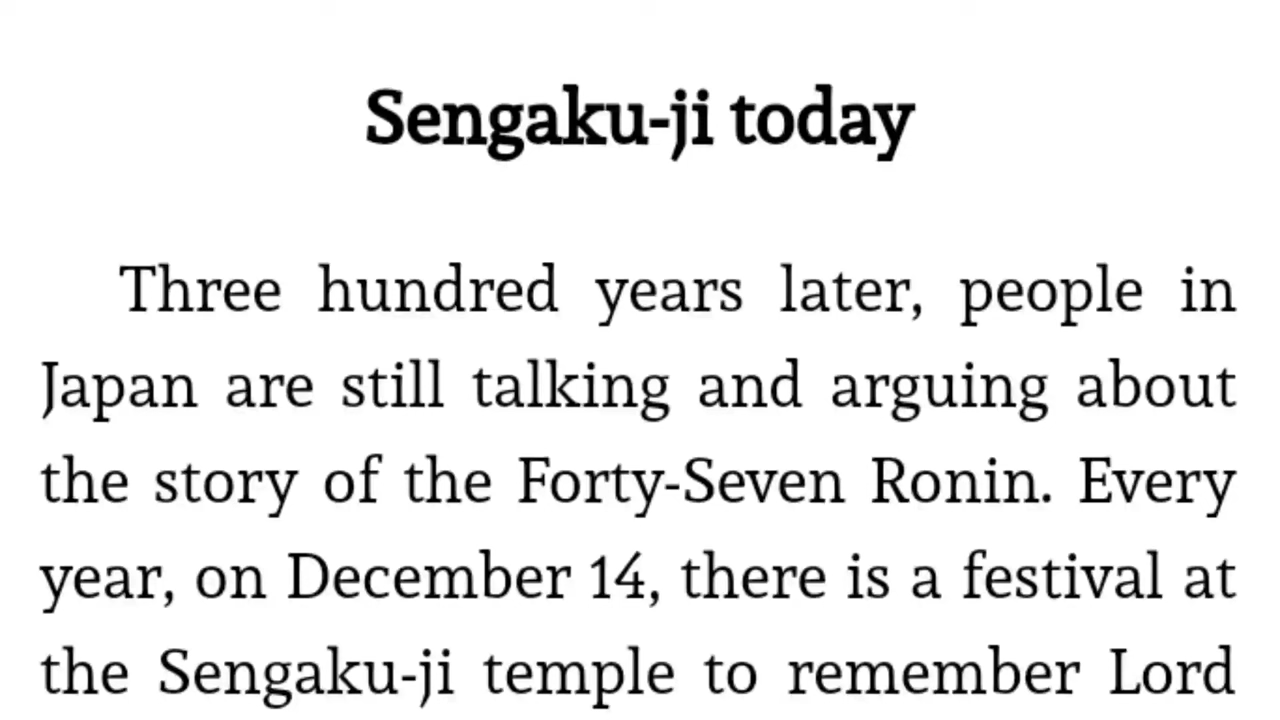 Sengaku-ji today
Three hundred years later, people in
Japan are still talking and arguing about
the story of the Forty-Seven Ronin. Every
year, on December 14, there is a festival at
the Sengaku-ji temple to remember Lord